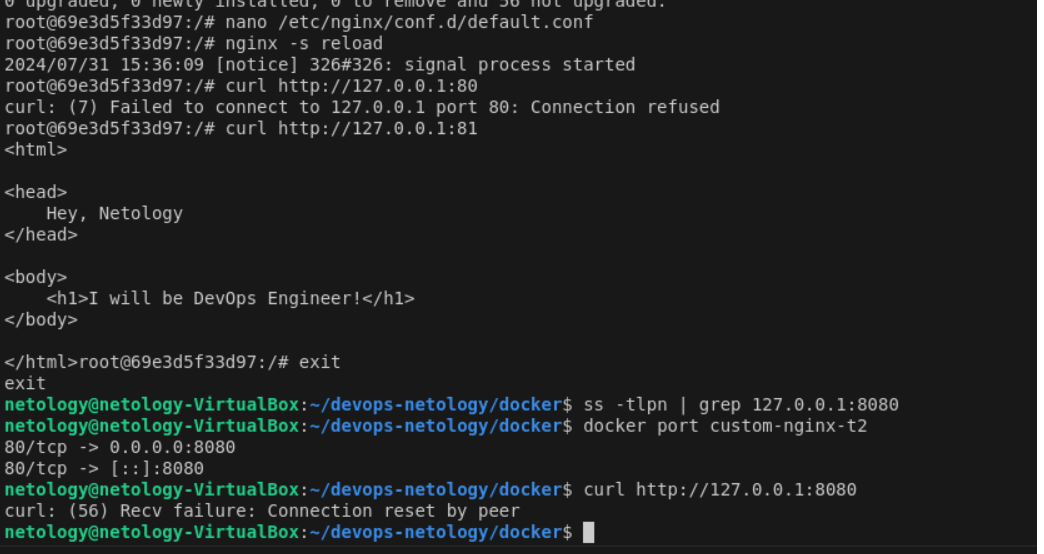 0 upgraded, 0 newly installed, 0 to remove and 56 not upgraded.
root@69e3d5f33d97:/# nano /etc/nginx/conf.d/default.conf
root@69e3d5f33d97:/# nginx -s reload
2024/07/31 15:36:09 [notice] 326#326: signal process started
root@69e3d5f33d97:/# curl http://127.0.0.1:80
curl: (7) Failed to connect to 127.0.0.1 port 80: Connection refused
root@69e3d5f33d97:/# curl http://127.0.0.1:81
<html>
<head>
    Hey, Netology
</head>
<body>
    <h1>I will be DevOps Engineer!</h1>
</body>
</html>root@69e3d5f33d97:/# exit
exit
netology@netology-VirtualBox:~/devops-netology/docker$ ss -tlpn | grep 127.0.0.1:8080
netology@netology-VirtualBox:~/devops-netology/docker$ docker port custom-nginx-t2
80/tcp -> 0.0.0.0:8080
80/tcp -> [::]:8080
netology@netology-VirtualBox:~/devops-netology/docker$ curl http://127.0.0.1:8080
curl: (56) Recv failure: Connection reset by peer
netology@netology-VirtualBox:~/devops-netology/docker$